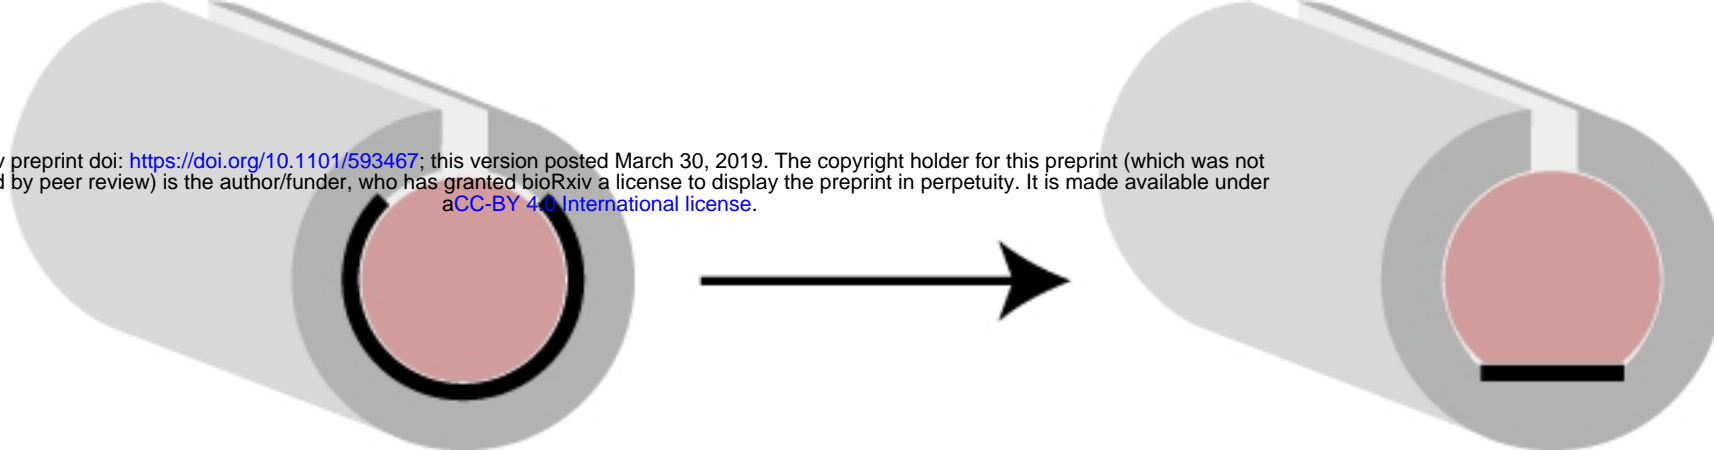 preprint doi: https://doi.org/10.1101/593467; this version posted March 30, 2019. The copyright holder for this preprint (which was not
by peer review) is the author/funder, who has granted bioRxiv a license to display the preprint in perpetuity. It is made available under
aCC-BY 4.0 International license.